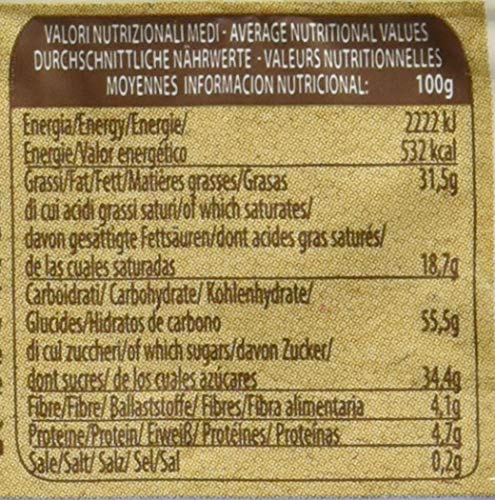 VALORI NUTRIZIONALI MEDI - AVERAGE NUTRITIONAL VALUES
DURCHSCHNITTLICHE NÄHRWERTE - VALEURS NUTRITIONNELLES
MOYENNES INFORMACION NUTRICIONAL: 100g
Energia/Energy/Energie/ 2222 kJ
Energie/Valor energético 532 kcal
Grassi/Fat/Fett/Matières grasses/Grasas 31,5g
di cui acidi grassi saturi/of which saturates/
davon gesättigte Fettsäuren/dont acides gras saturés/
de las cuales saturadas 18,7g
Carboidrati/ Carbohydrate/ Kohlenhydrate/
Glucides/Hidratos de carbono 55,5g
di cui zuccheri/of which sugars/davon Zucker/
dont sucres/ de los cuales azúcares 34,4g
Fibre/Fibre/ Ballaststoffe/ Fibres/Fibra alimentaria 4,1g
Proteine/Protein/ Eiweiß/ Protéines/ Proteínas 4,7g
Sale/Salt/ Salz/ Sel/Sal 0,2g